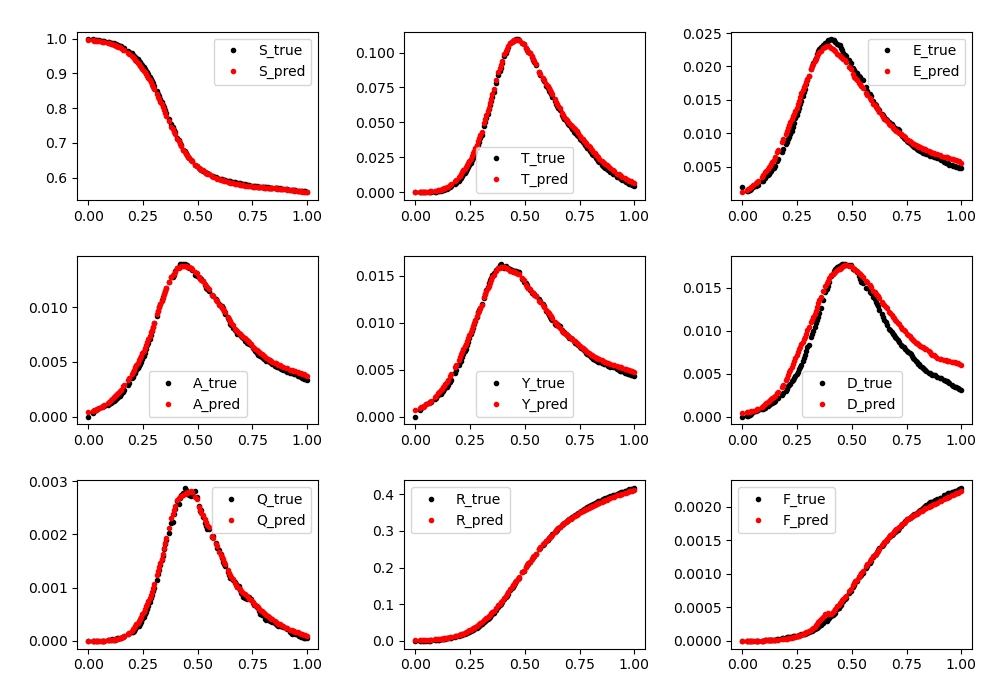 1.0
0.9
0.8
0.7
0.6
S_true
S_pred
0.00 0.25 0.50 0.75 1.00
0.100
0.075
0.050
0.025
0.000
T_true
T_pred
0.00 0.25 0.50 0.75 1.00
0.025
0.020
0.015
0.010
0.005
E_true
E_pred
0.00 0.25 0.50 0.75 1.00
0.010
0.005
0.000
A_true
A_pred
0.00 0.25 0.50 0.75 1.00
0.015
0.010
0.005
0.000
Y_true
Y_pred
0.00 0.25 0.50 0.75 1.00
0.015
0.010
0.005
0.000
D_true
D_pred
0.00 0.25 0.50 0.75 1.00
0.003
0.002
0.001
0.000
Q_true
Q_pred
0.00 0.25 0.50 0.75 1.00
0.4
0.3
0.2
0.1
0.0
R_true
R_pred
0.00 0.25 0.50 0.75 1.00
0.0020
0.0015
0.0010
0.0005
0.0000
F_true
F_pred
0.00 0.25 0.50 0.75 1.00